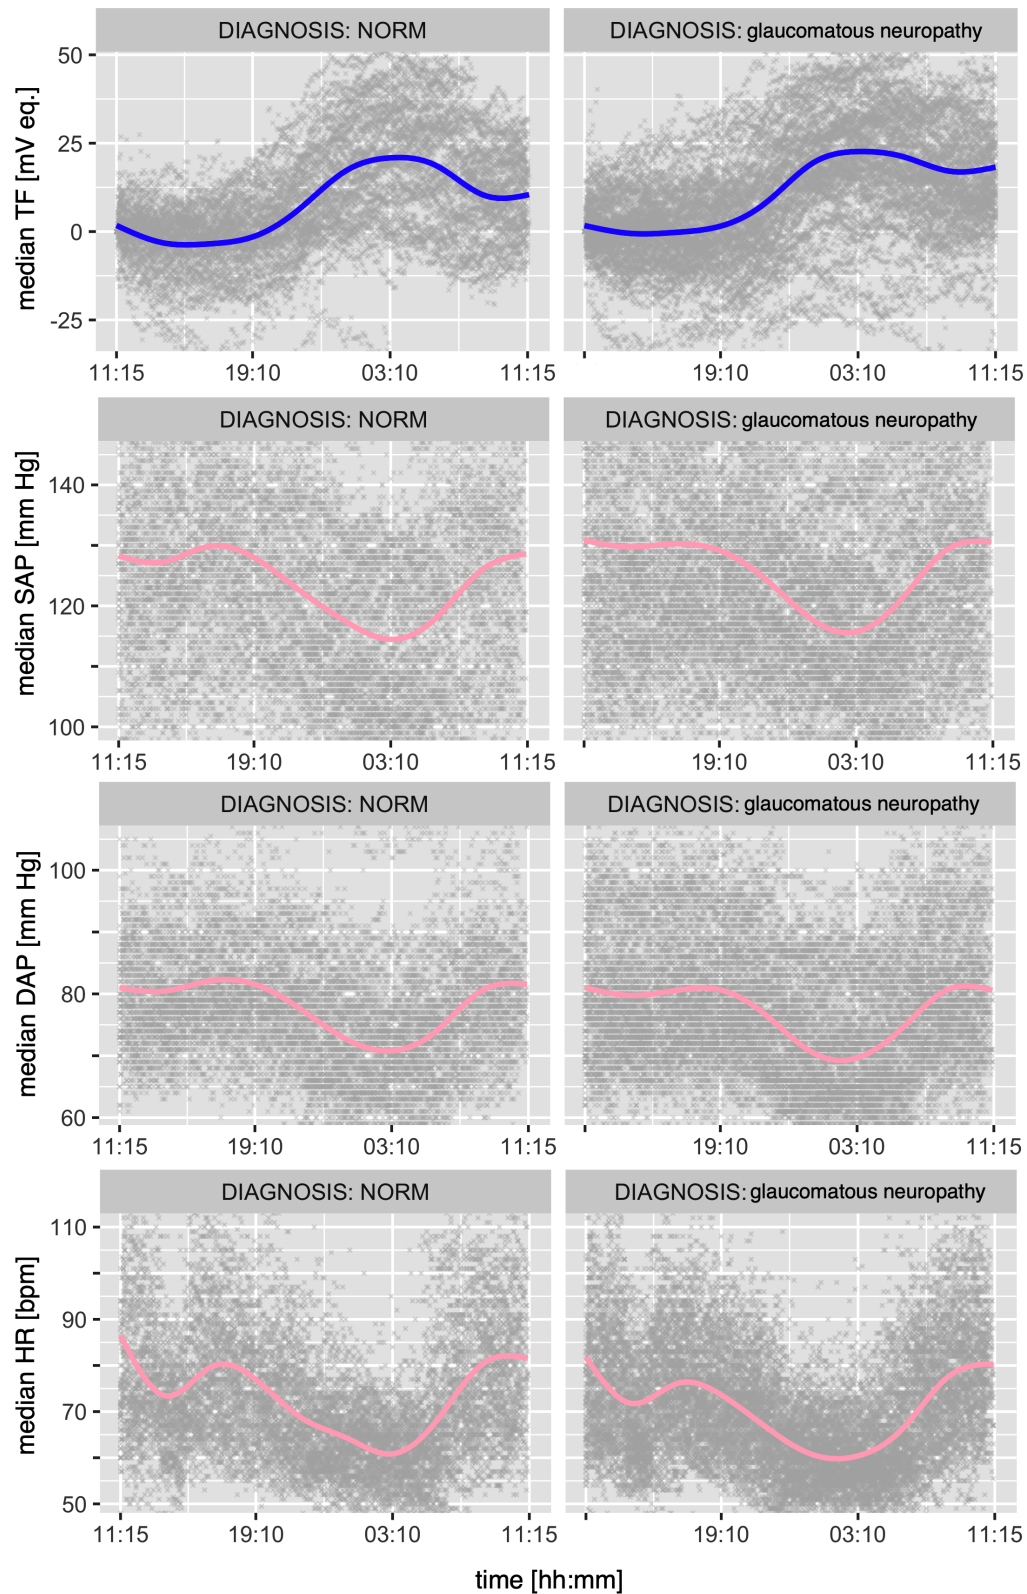 DIAGNOSIS: NORM
DIAGNOSIS: glaucomatous neuropathy
median TF [mV eq.]
50
25
0
-25
11:15 19:10 03:10 11:15
19:10 03:10 11:15
DIAGNOSIS: NORM
DIAGNOSIS: glaucomatous neuropathy
median SAP [mm Hg]
140
120
100
11:15 19:10 03:10 11:15
19:10 03:10 11:15
DIAGNOSIS: NORM
DIAGNOSIS: glaucomatous neuropathy
median DAP [mm Hg]
100
80
60
11:15 19:10 03:10 11:15
19:10 03:10 11:15
DIAGNOSIS: NORM
DIAGNOSIS: glaucomatous neuropathy
median HR [bpm]
110
90
70
50
11:15 19:10 03:10 11:15
19:10 03:10 11:15
time [hh:mm]